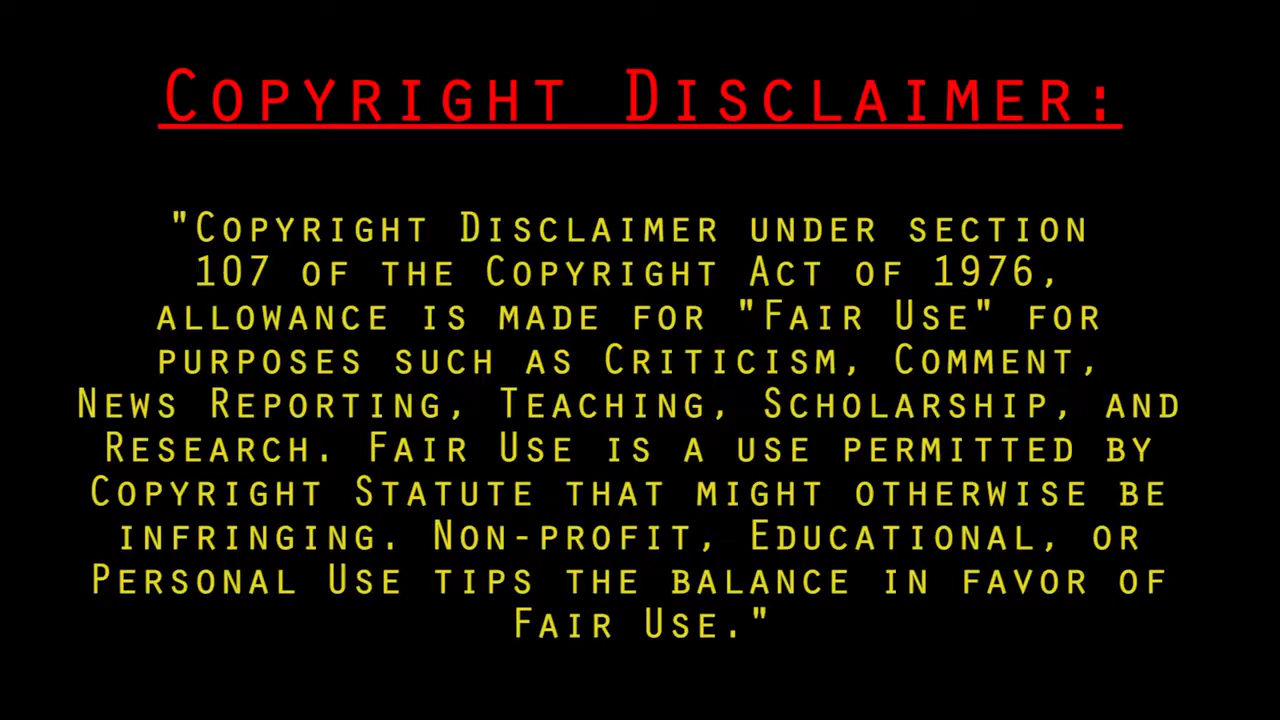 Copyright Disclaimer:
"Copyright Disclaimer under section
107 of the Copyright Act of 1976,
allowance is made for "Fair Use" for
purposes such as Criticism, Comment,
News Reporting, Teaching, Scholarship, and
Research. Fair Use is a use permitted by
Copyright Statute that might otherwise be
infringing. Non-profit, Educational, or
Personal Use tips the balance in favor of
Fair Use."